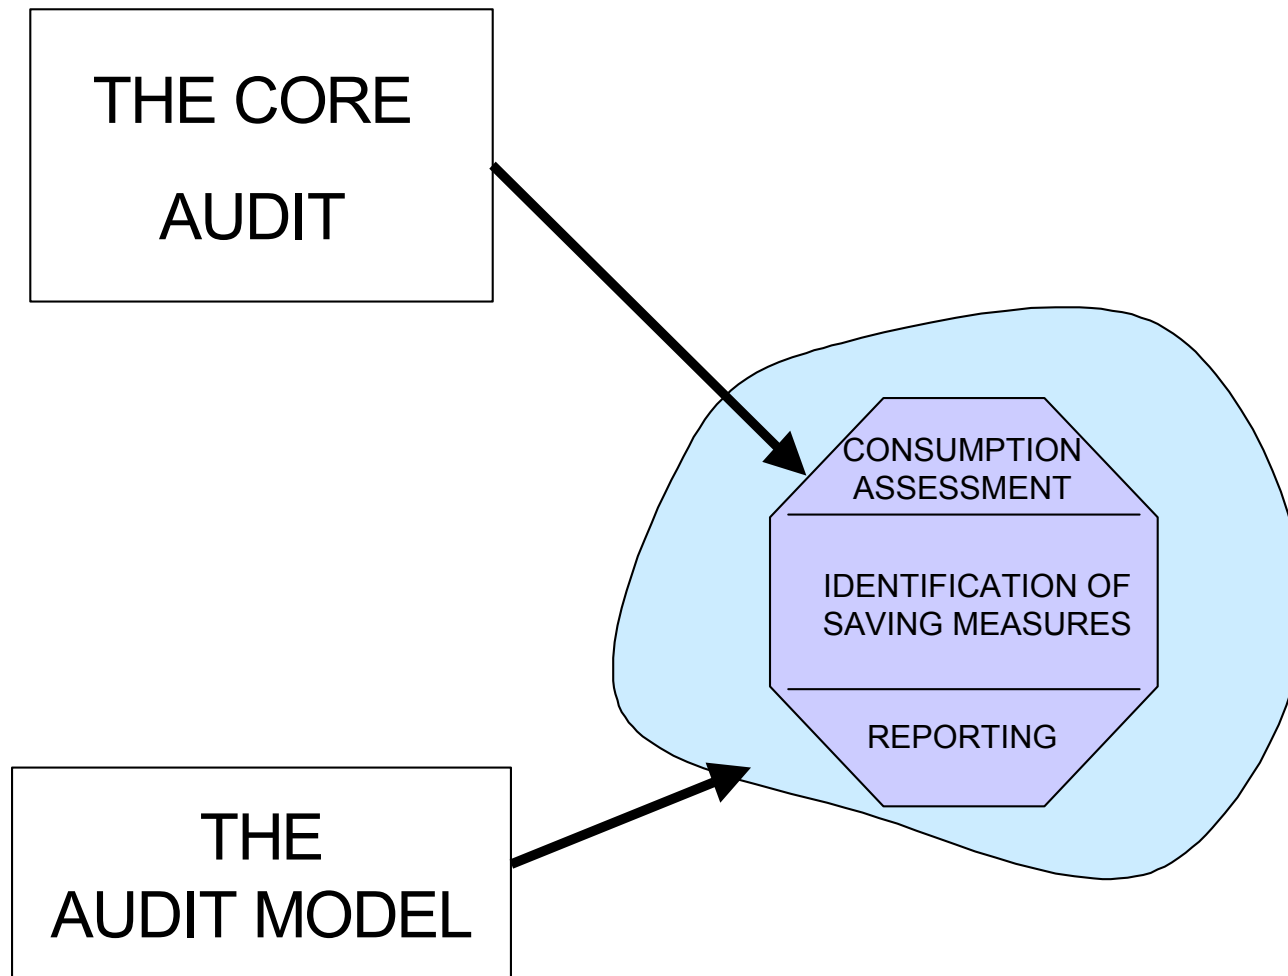 THE CORE
AUDIT
CONSUMPTION
ASSESSMENT
IDENTIFICATION OF
SAVING MEASURES
REPORTING
THE
AUDIT MODEL